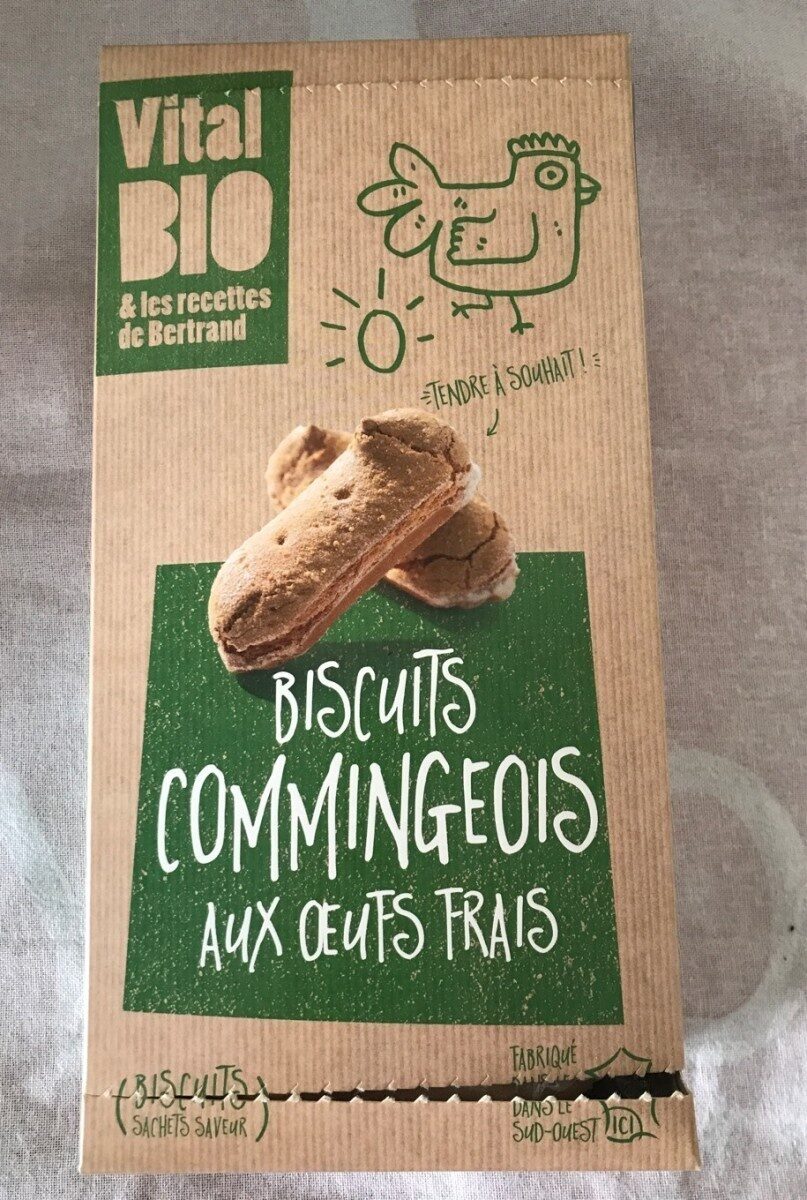 Vital
BIO
& les recettes
de Bertrand
TENDRE À SOUHAIT !
BISCUITS
COMMINGEOIS
AUX ŒUFS FRAIS
BISCUITS
SACHETS SAVEUR
FABRIQUÉ
DANS LE
SUD-OUEST ICI